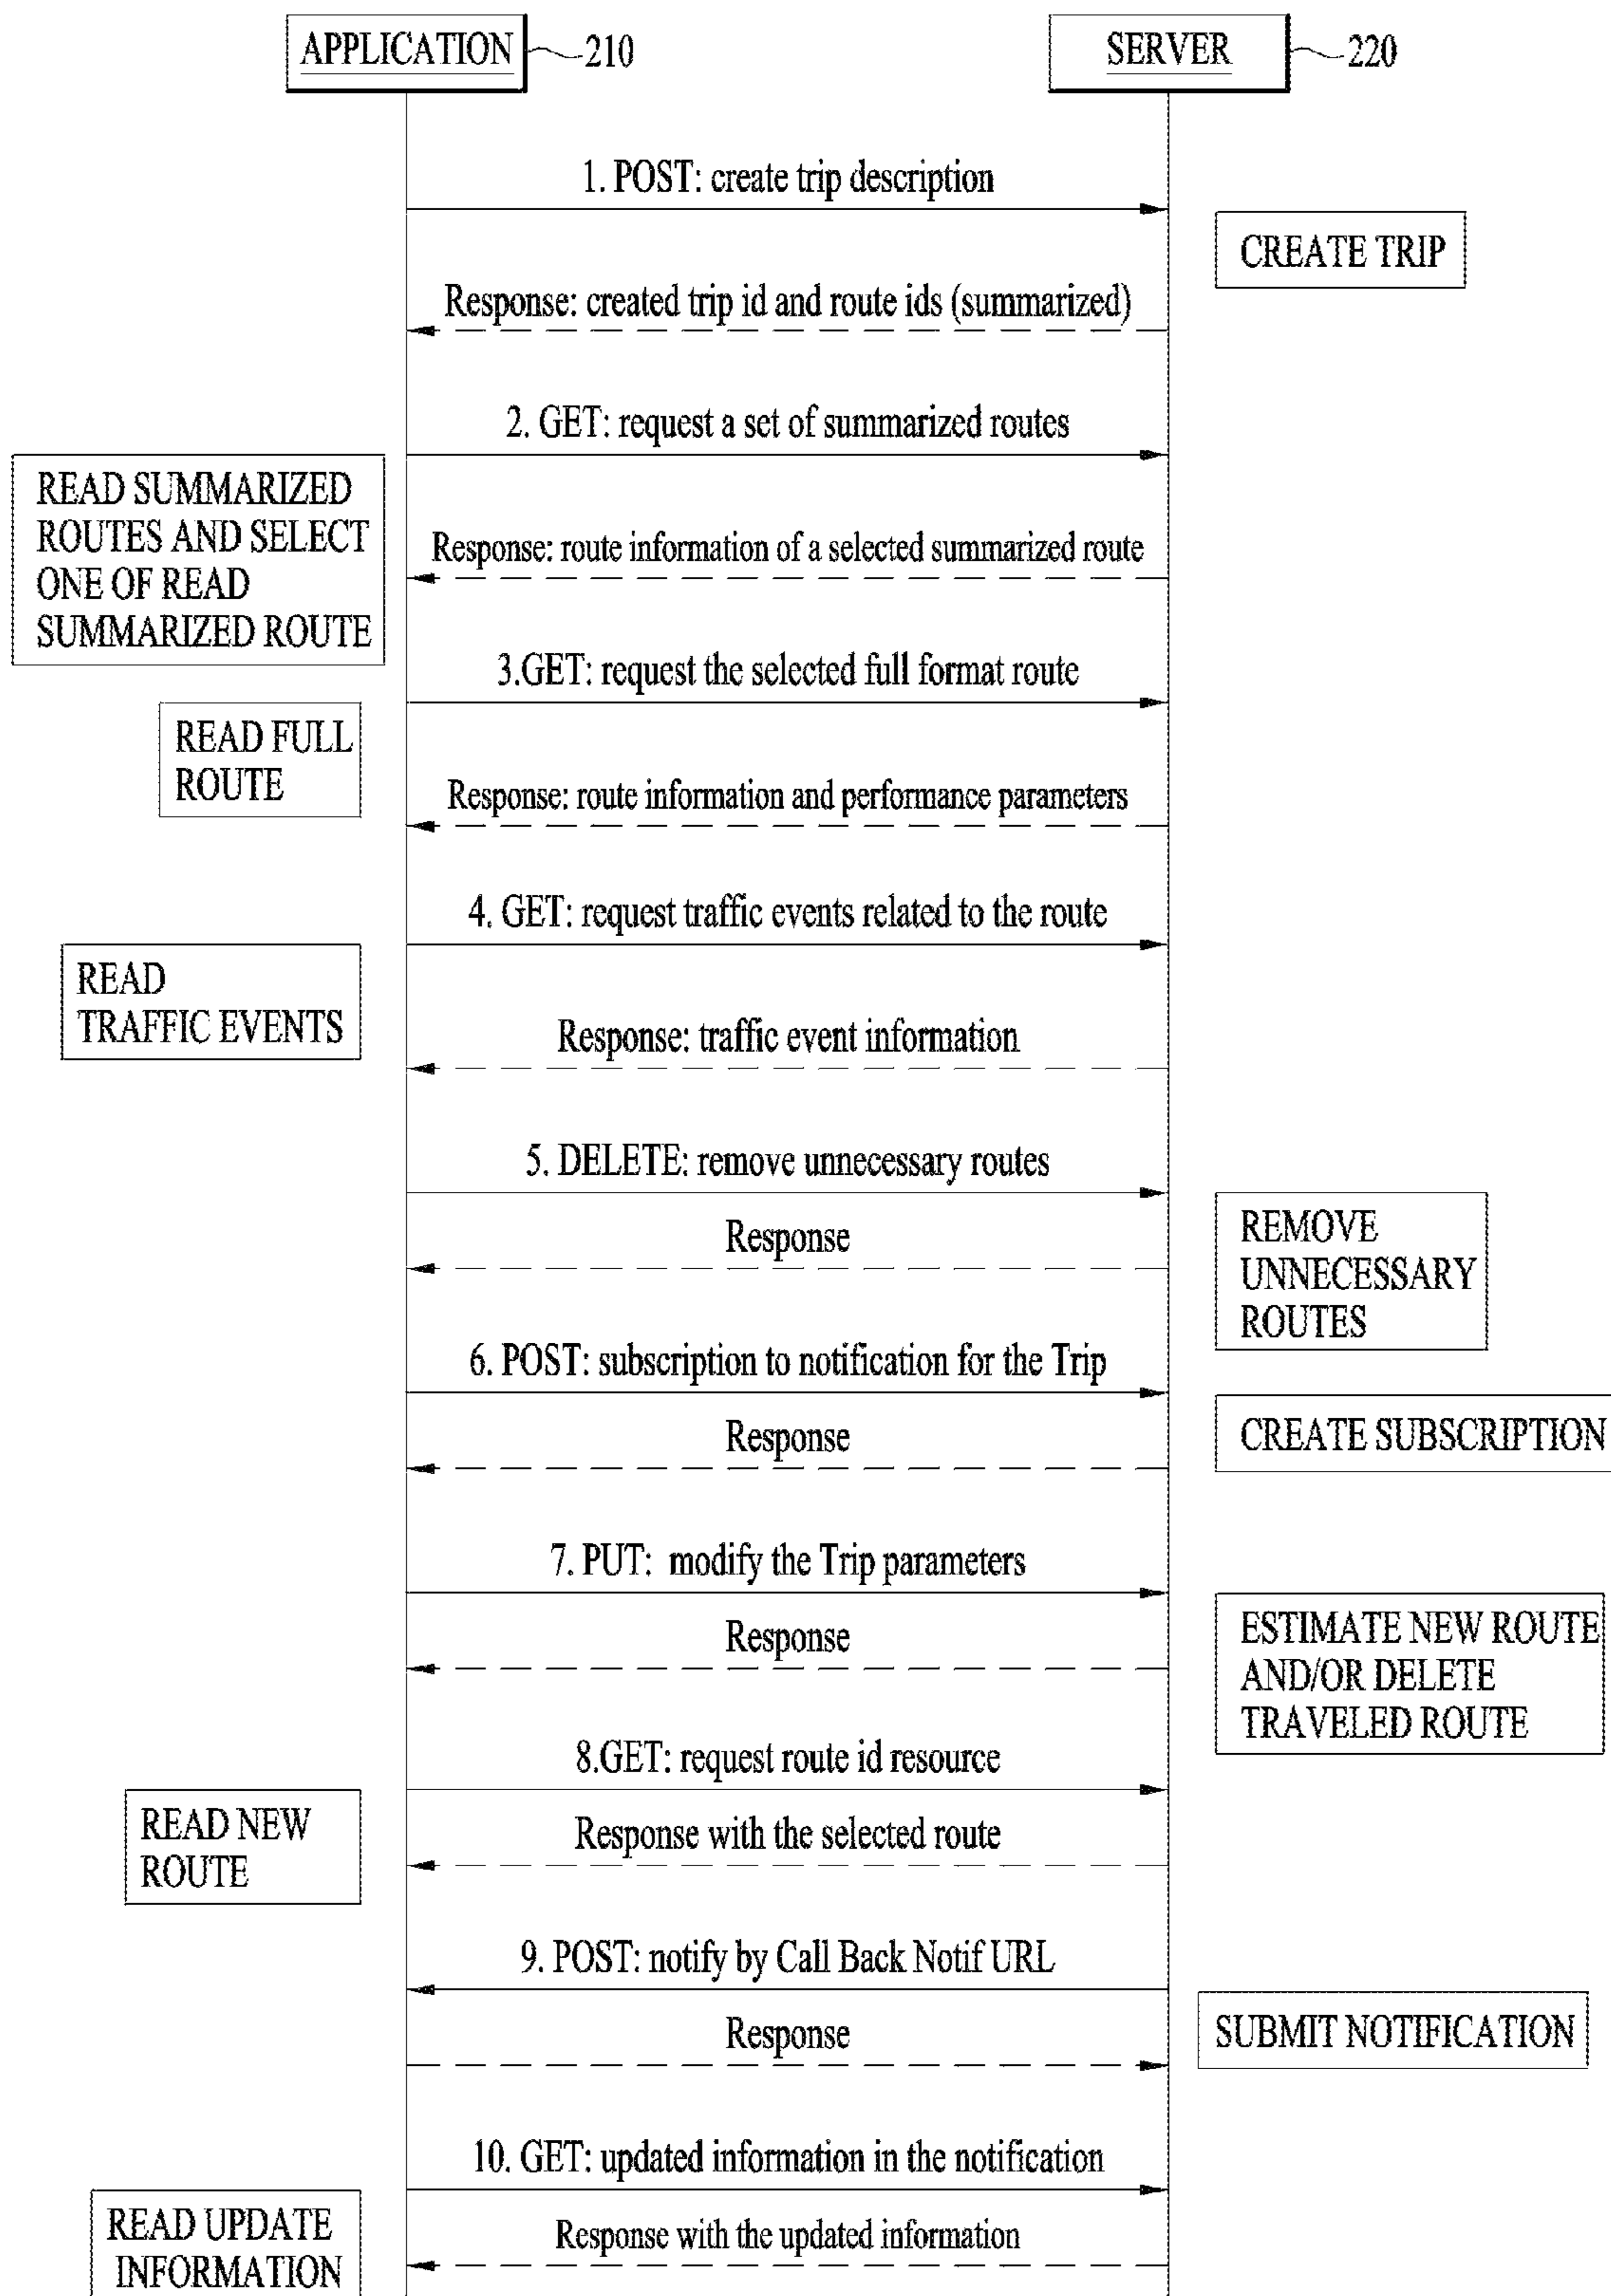 APPLICATION 210
SERVER 220
1. POST: create trip description
CREATE TRIP
Response: created trip id and route ids (summarized)
2. GET: request a set of summarized routes
READ SUMMARIZED
ROUTES AND SELECT
ONE OF READ
SUMMARIZED ROUTE
Response: route information of a selected summarized route
3.GET: request the selected full format route
READ FULL
ROUTE
Response: route information and performance parameters
4. GET: request traffic events related to the route
READ
TRAFFIC EVENTS
Response: traffic event information
5. DELETE: remove unnecessary routes
Response
REMOVE
UNNECESSARY
ROUTES
6. POST: subscription to notification for the Trip
Response
CREATE SUBSCRIPTION
7. PUT: modify the Trip parameters
Response
ESTIMATE NEW ROUTE
AND/OR DELETE
TRAVELED ROUTE
8.GET: request route id resource
READ NEW
ROUTE
Response with the selected route
9. POST: notify by Call Back Notif URL
Response
SUBMIT NOTIFICATION
10. GET: updated information in the notification
READ UPDATE
INFORMATION
Response with the updated information